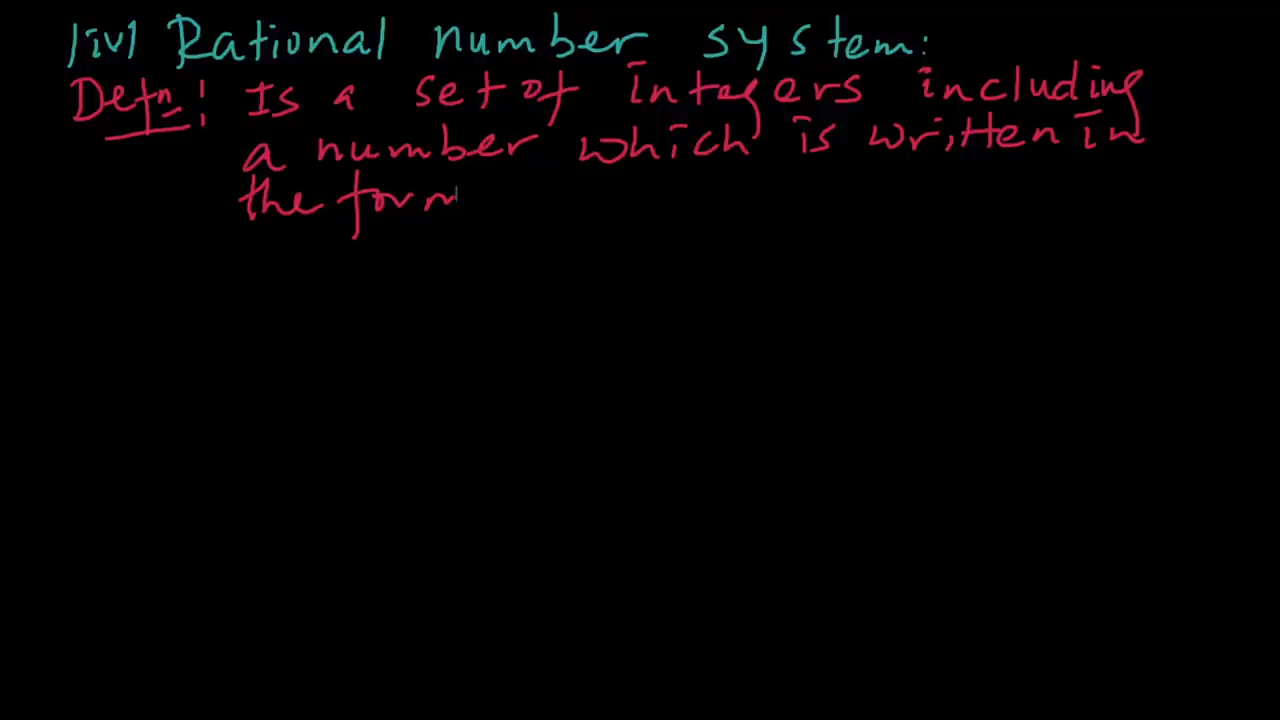 (iv) Rational number system:
Defn: Is a set of Integers including
a number which is written in
the form